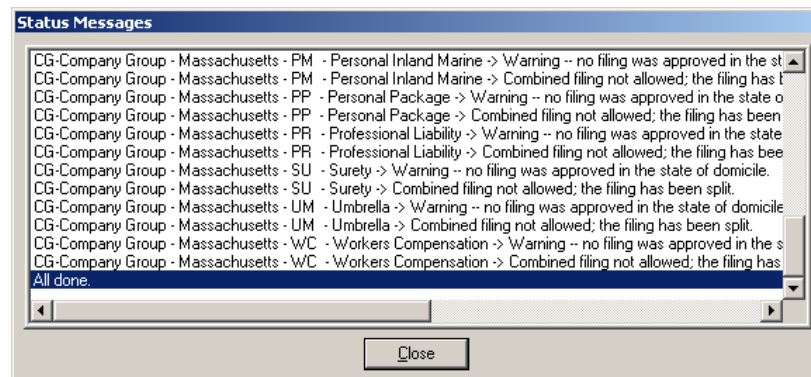 Status Messages
CG-Company Group - Massachusetts - PM - Personal Inland Marine -> Warning -- no filing was approved in the st
CG-Company Group - Massachusetts - PM - Personal Inland Marine -> Combined filing not allowed; the filing has
CG-Company Group - Massachusetts - PP - Personal Package -> Warning -- no filing was approved in the state o
CG-Company Group - Massachusetts - PP - Personal Package -> Combined filing not allowed; the filing has been
CG-Company Group - Massachusetts - PR - Professional Liability -> Warning -- no filing was approved in the state
CG-Company Group - Massachusetts - PR - Professional Liability -> Combined filing not allowed; the filing has bee
CG-Company Group - Massachusetts - SU - Surety -> Warning -- no filing was approved in the state of domicile.
CG-Company Group - Massachusetts - SU - Surety -> Combined filing not allowed; the filing has been split.
CG-Company Group - Massachusetts - UM - Umbrella -> Warning -- no filing was approved in the state of domicile
CG-Company Group - Massachusetts - UM - Umbrella -> Combined filing not allowed; the filing has been split.
CG-Company Group - Massachusetts - WC - Workers Compensation -> Warning -- no filing was approved in the s
CG-Company Group - Massachusetts - WC - Workers Compensation -> Combined filing not allowed; the filing has
All done.
Close